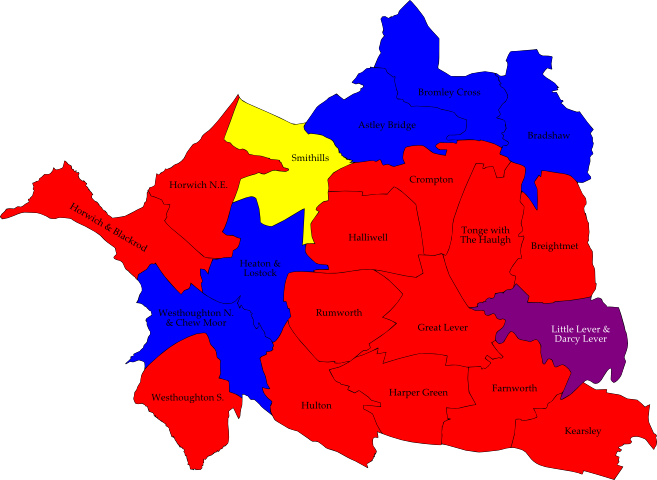 Bromley Cross
Astley Bridge
Bradshaw
Smithills
Crompton
Horwich N.E.
Horwich & Blackrod
Halliwell
Tonge with
The Haulgh
Breightmet
Heaton &
Lostock
Westhoughton N.
& Chew Moor
Rumworth
Great Lever
Little Lever &
Darcy Lever
Westhoughton S.
Hulton
Harper Green
Farnworth
Kearsley